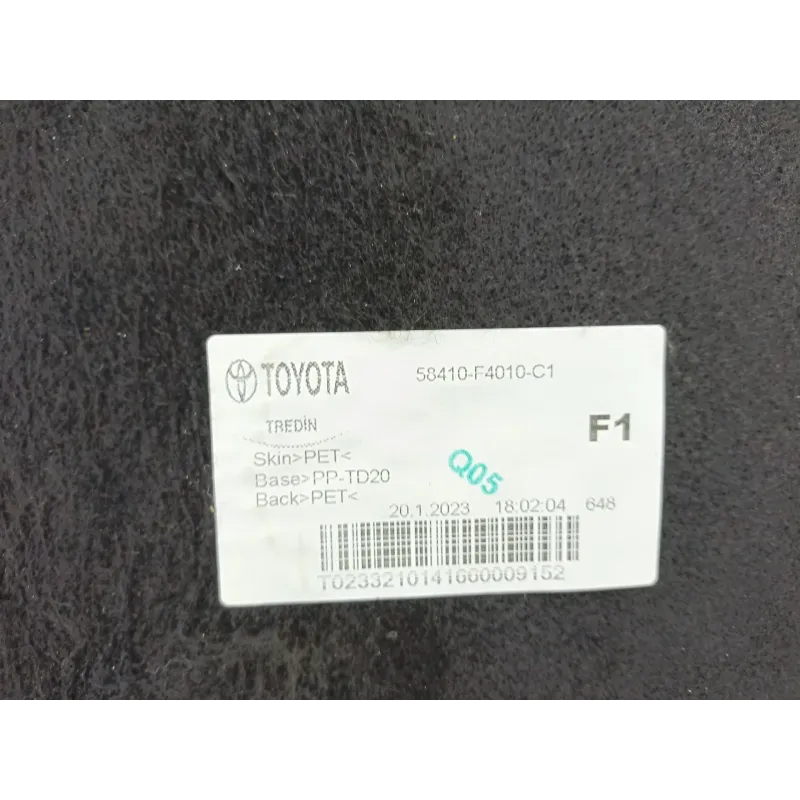 TOYOTA 58410-F4010-C1
TREDİN F1
Skin>PET<
Base>PP-TD20
Back>PET<
Q05
20.1.2023 18:02:04 648
T0233210141660009152